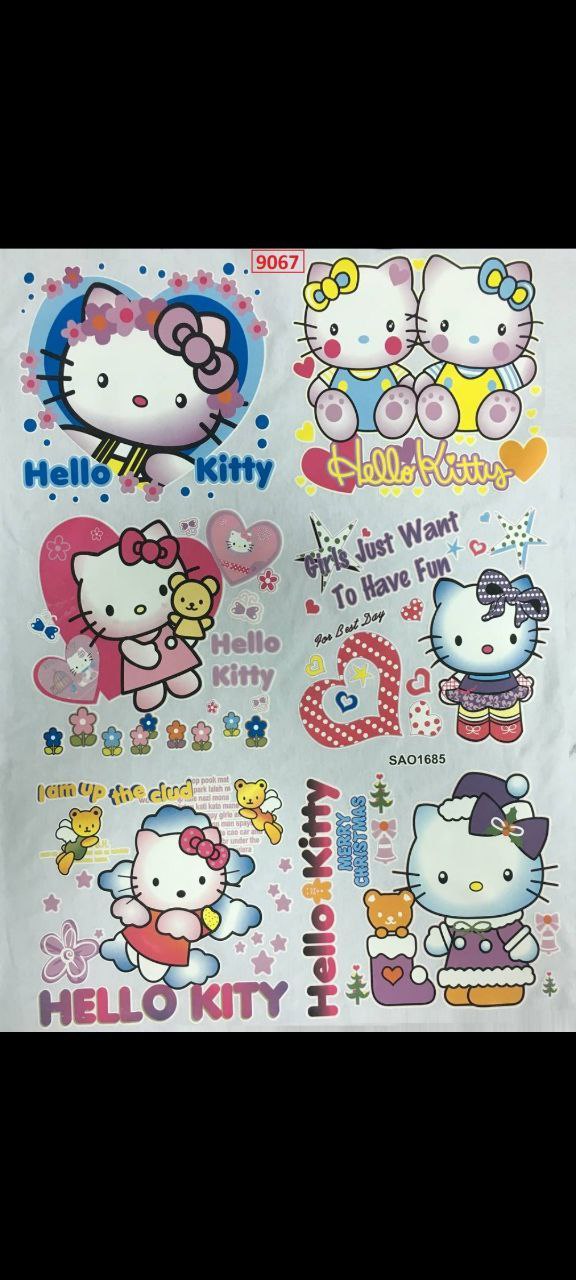 9067
Hello Kitty
Hello Kitty
Hello
Kitty
Girls Just Want
To Have Fun
For Best Day
SAO1685
I am up the clud
HELLO KITY
Hello Kitty
MERRY
CHRISTMAS